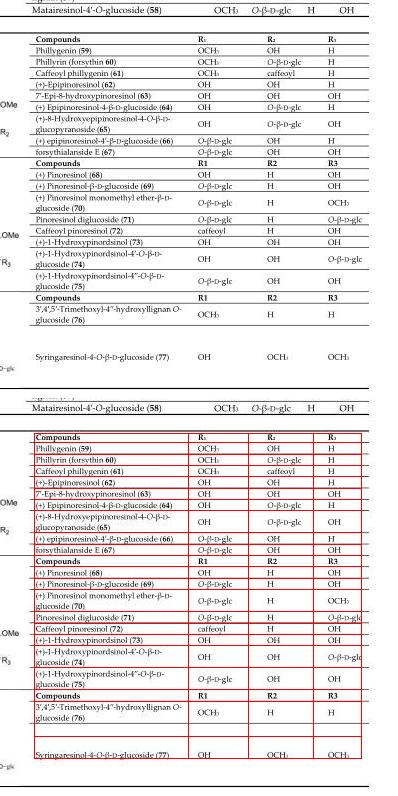 Matairesinol-4′-O-glucoside (58) OCH3 O-β-D-glc H OH
Compounds R1 R2 R3
Phillygenin (59) OCH3 OH H
Phillyrin (forsythin 60) OCH3 O-β-D-glc H
Caffeoyl phillygenin (61) OCH3 caffeoyl H
(+)-Epipinoresinol (62) OH OH H
7′-Epi-8-hydroxypinoresinol (63) OH OH OH
OMe
(+) Epipinoresinol-4-β-D-glucoside (64) OH O-β-D-glc H
(+)-8-Hydroxyepipinoresinol-4-O-β-D-
glucopyranoside (65) OH O-β-D-glc OH
R2
(+) epipinoresinol-4′-β-D-glucoside (66) O-β-D-glc OH H
forsythialanside E (67) O-β-D-glc OH OH
Compounds R1 R2 R3
(+) Pinoresinol (68) OH H OH
(+) Pinoresinol-β-D-glucoside (69) O-β-D-glc H OH
(+) Pinoresinol monomethyl ether-β-D-
glucoside (70) O-β-D-glc H OCH3
Pinoresinol diglucoside (71) O-β-D-glc H O-β-D-glc
Caffeoyl pinoresinol (72) caffeoyl H OH
.OMe
(+)-1-Hydroxypinordsinol (73) OH OH OH
(+)-1-Hydroxypinordsinol-4′-O-β-D-
glucoside (74) OH OH O-β-D-glc
R3
(+)-1-Hydroxypinordsinol-4″-O-β-D-
glucoside (75) O-β-D-glc OH OH
Compounds R1 R2 R3
3′,4′,5′-Trimethoxyl-4″-hydroxyllignan O-
glucoside (76) OCH3 H H
Syringaresinol-4-O-β-D-glucoside (77) OH OCH3 OCH3
D-glc
Matairesinol-4′-O-glucoside (58) OCH3 O-β-D-glc H OH
Compounds R1 R2 R3
Phillygenin (59) OCH3 OH H
Phillyrin (forsythin 60) OCH3 O-β-D-glc H
Caffeoyl phillygenin (61) OCH3 caffeoyl H
(+)-Epipinoresinol (62) OH OH H
7′-Epi-8-hydroxypinoresinol (63) OH OH OH
OMe
(+) Epipinoresinol-4-β-D-glucoside (64) OH O-β-D-glc H
(+)-8-Hydroxyepipinoresinol-4-O-β-D-
glucopyranoside (65) OH O-β-D-glc OH
R2
(+) epipinoresinol-4′-β-D-glucoside (66) O-β-D-glc OH H
forsythialanside E (67) O-β-D-glc OH OH
Compounds R1 R2 R3
(+) Pinoresinol (68) OH H OH
(+) Pinoresinol-β-D-glucoside (69) O-β-D-glc H OH
(+) Pinoresinol monomethyl ether-β-D-
glucoside (70) O-β-D-glc H OCH3
Pinoresinol diglucoside (71) O-β-D-glc H O-β-D-glc
Caffeoyl pinoresinol (72) caffeoyl H OH
.OMe
(+)-1-Hydroxypinordsinol (73) OH OH OH
(+)-1-Hydroxypinordsinol-4′-O-β-D-
glucoside (74) OH OH O-β-D-glc
R3
(+)-1-Hydroxypinordsinol-4″-O-β-D-
glucoside (75) O-β-D-glc OH OH
Compounds R1 R2 R3
3′,4′,5′-Trimethoxyl-4″-hydroxyllignan O-
glucoside (76) OCH3 H H
Syringaresinol-4-O-β-D-glucoside (77) OH OCH3 OCH3
D-glc